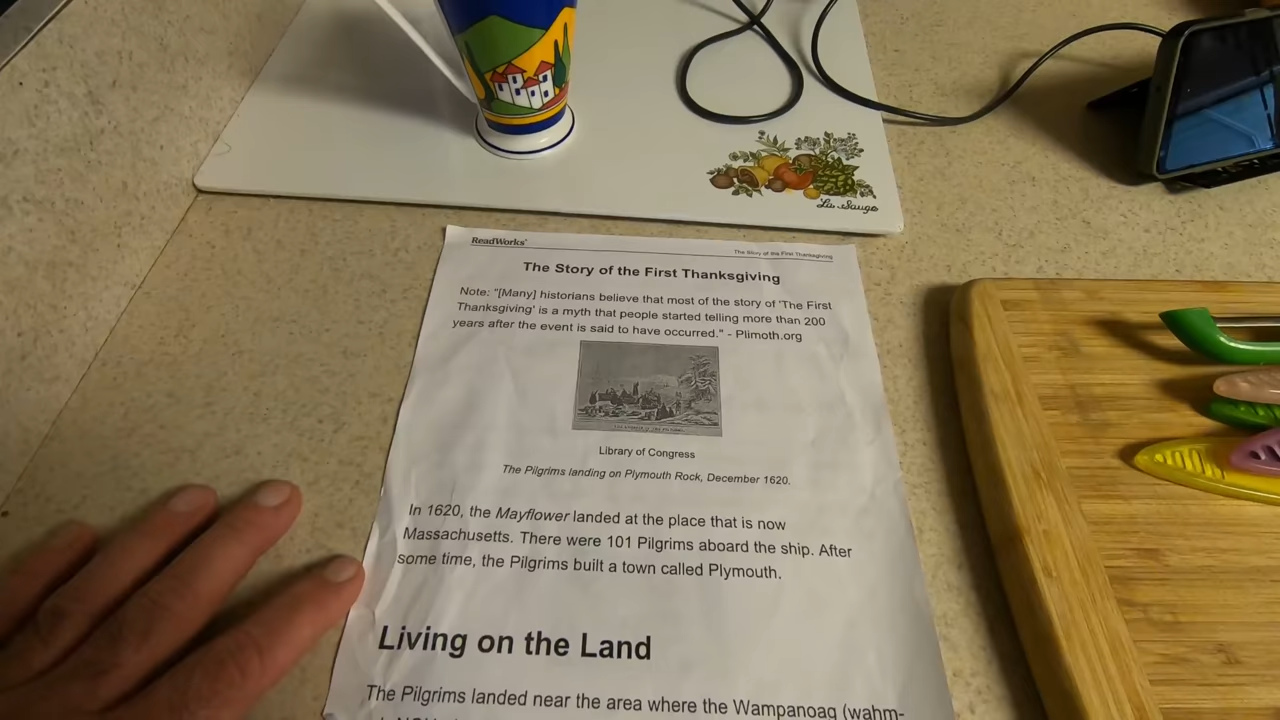 Le Sauge
ReadWorks®
The Story of the First Thanksgiving
The Story of the First Thanksgiving
Note: "[Many] historians believe that most of the story of 'The First
Thanksgiving' is a myth that people started telling more than 200
years after the event is said to have occurred." - Plimoth.org
Library of Congress
The Pilgrims landing on Plymouth Rock, December 1620.
In 1620, the Mayflower landed at the place that is now
Massachusetts. There were 101 Pilgrims aboard the ship. After
some time, the Pilgrims built a town called Plymouth.
Living on the Land
The Pilgrims landed near the area where the Wampanoag (wahm-